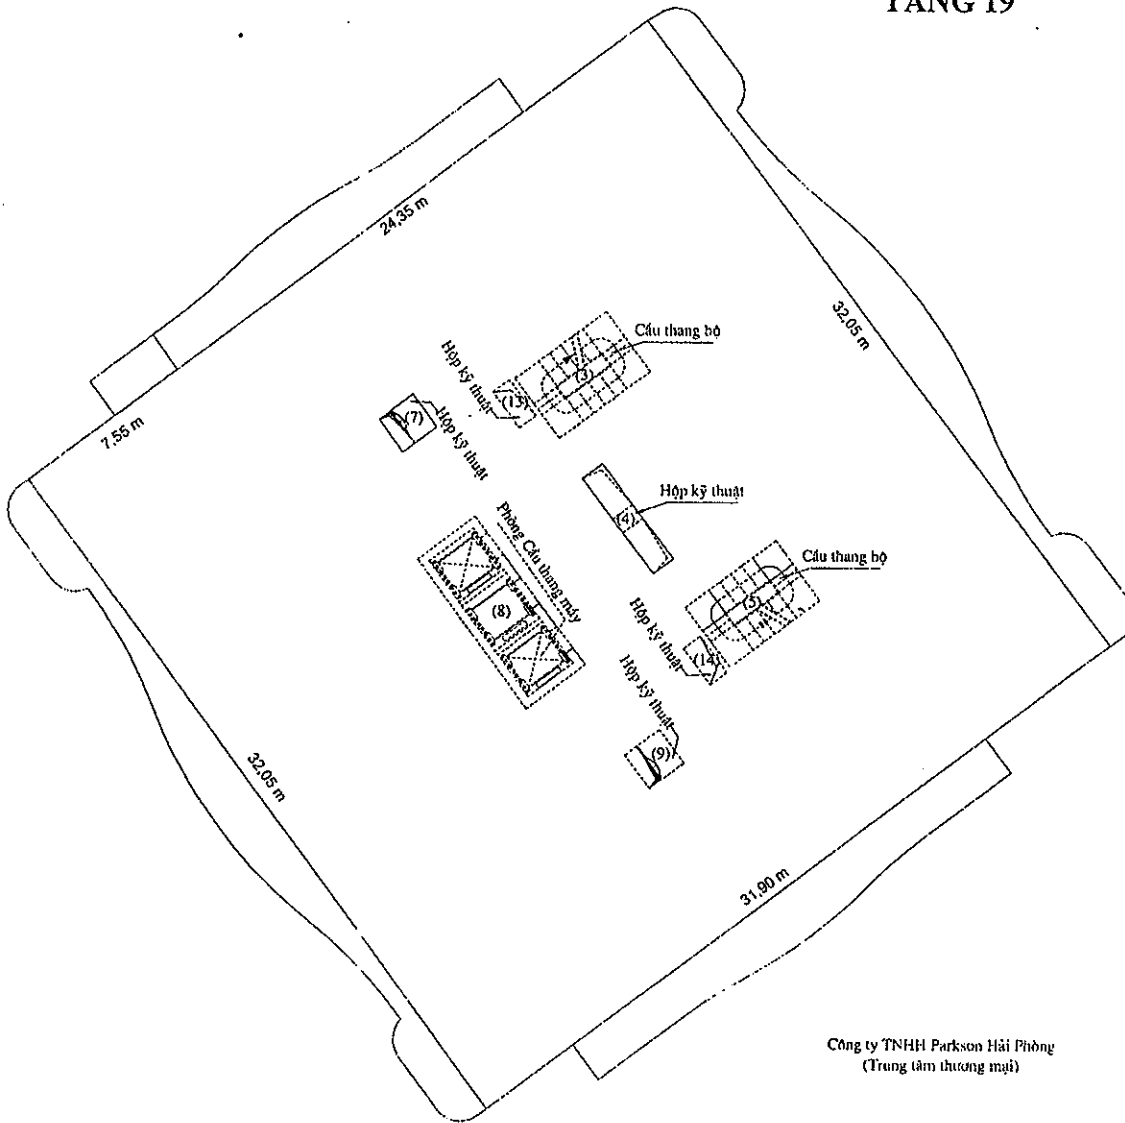 TẦNG 19
24,35 m
7,55 m
32,05 m
Cầu thang bộ
(3)
Hộp kỹ thuật
(13)
(7)
Hộp kỹ thuật
Hộp kỹ thuật
(4)
Phòng Cầu thang máy
(8)
Cầu thang bộ
(5)
Hộp kỹ thuật
(14)
Hộp kỹ thuật
(9)
32,05 m
31,90 m
Công ty TNHH Parkson Hải Phòng
(Trung tâm thương mại)